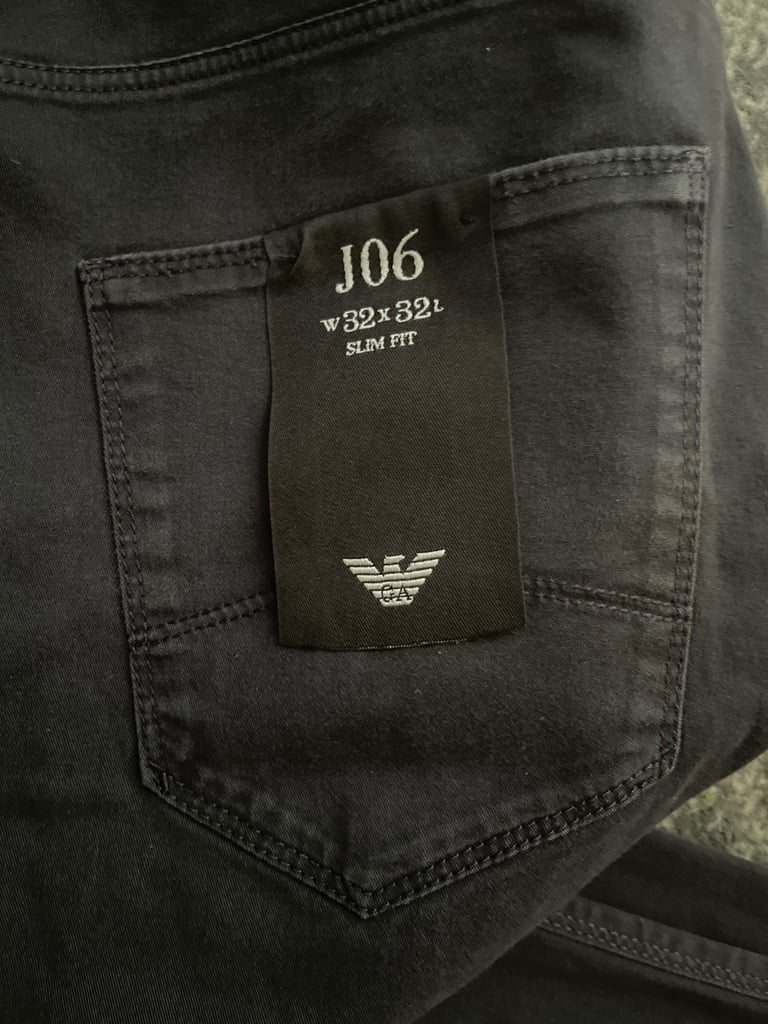 J06
W32X32L
SLIM FIT
GA